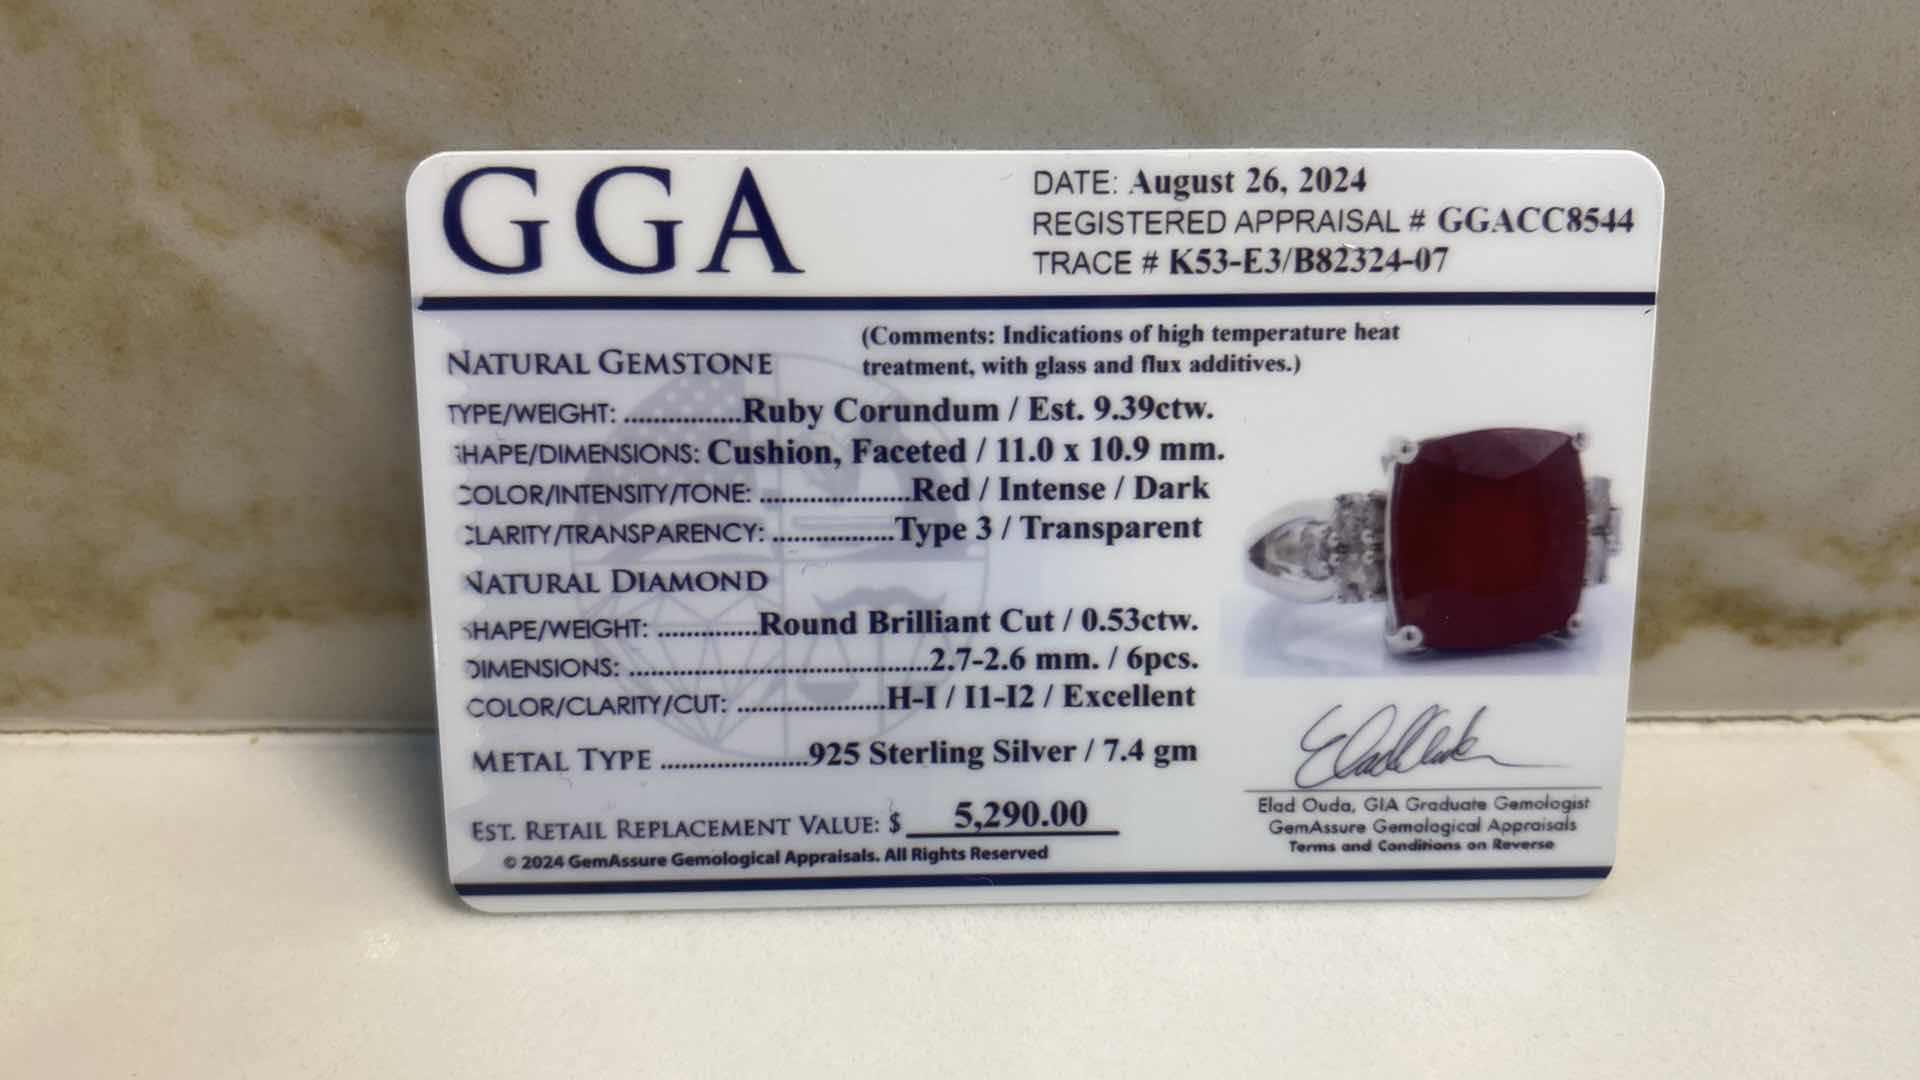 GGA
DATE: August 26, 2024
REGISTERED APPRAISAL # GGACC8544
TRACE # K53-E3/B82324-07
(Comments: Indications of high temperature heat
treatment, with glass and flux additives.)
NATURAL GEMSTONE
TYPE/WEIGHT: ................Ruby Corundum / Est. 9.39ctw.
SHAPE/DIMENSIONS: Cushion, Faceted / 11.0 x 10.9 mm.
COLOR/INTENSITY/TONE: ....................Red / Intense / Dark
CLARITY/TRANSPARENCY: ................Type 3 / Transparent
NATURAL DIAMOND
SHAPE/WEIGHT: .............Round Brilliant Cut / 0.53ctw.
DIMENSIONS: ........................................2.7-2.6 mm. / 6pcs.
COLOR/CLARITY/CUT: ....................H-I / I1-I2 / Excellent
METAL TYPE ...................925 Sterling Silver / 7.4 gm
EST. RETAIL REPLACEMENT VALUE: $ 5,290.00
© 2024 GemAssure Gemological Appraisals. All Rights Reserved
Elad Ouda, GIA Graduate Gemologist
GemAssure Gemological Appraisals
Terms and Conditions on Reverse